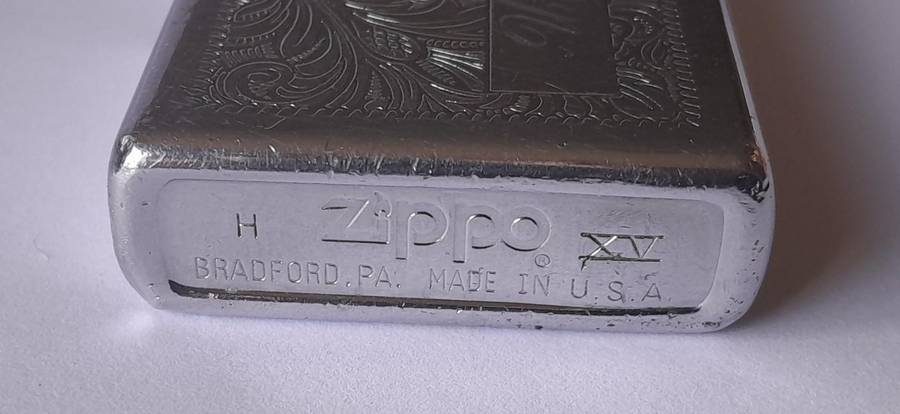 H Zippo® XV
BRADFORD, PA. MADE IN U.S.A.